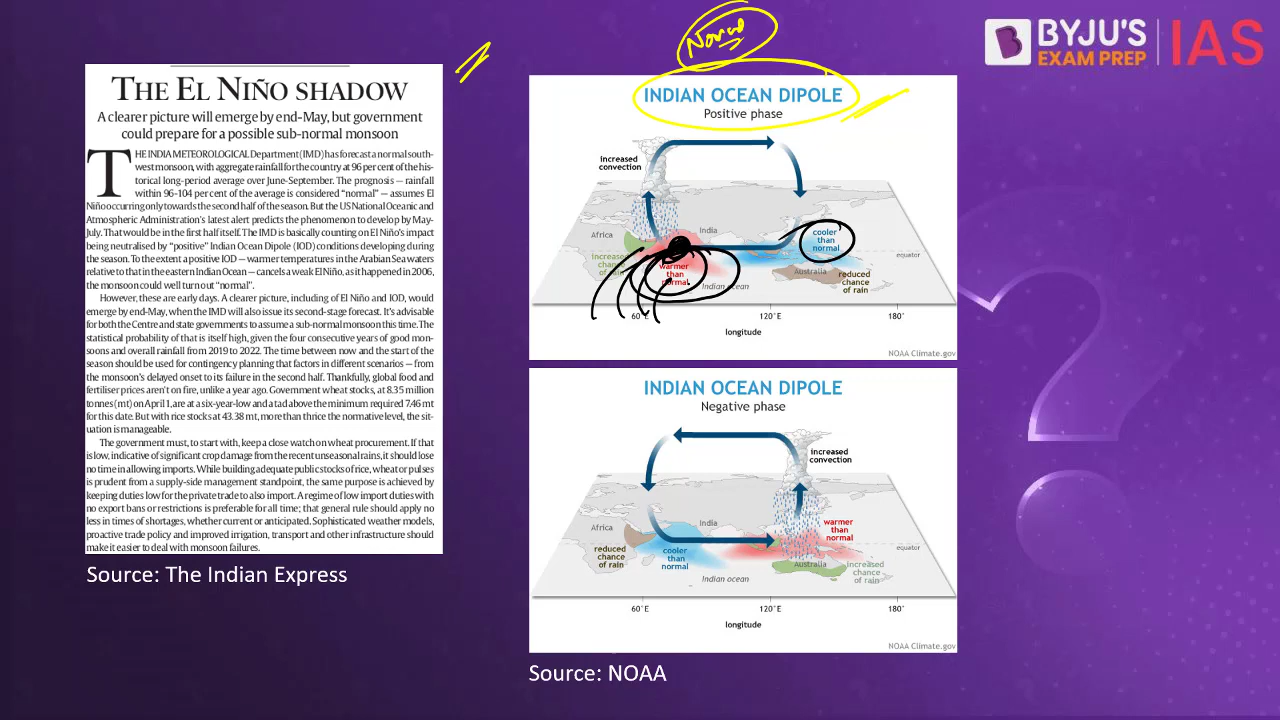 THE EL NIÑO SHADOW
A clearer picture will emerge by end-May, but government
could prepare for a possible sub-normal monsoon
THE INDIA METEOROLOGICAL Department (IMD) has forecast a normal south-
west monsoon, with aggregate rainfall for the country at 96 per cent of the his-
torical long-period average over June-September. The prognosis — rainfall
within 96-104 per cent of the average is considered "normal" — assumes El
Niño occurring only towards the second half of the season. But the US National Oceanic and
Atmospheric Administration's latest alert predicts the phenomenon to develop by May-
July. That would be in the first half itself. The IMD is basically counting on El Niño's impact
being neutralised by "positive" Indian Ocean Dipole (IOD) conditions developing during
the season. To the extent a positive IOD — warmer temperatures in the Arabian Sea waters
relative to that in the eastern Indian Ocean — cancels a weak El Niño, as it happened in 2006,
the monsoon could well turn out "normal".
However, these are early days. A clearer picture, including of El Niño and IOD, would
emerge by end-May, when the IMD will also issue its second-stage forecast. It's advisable
for both the Centre and state governments to assume a sub-normal monsoon this time. The
statistical probability of that is itself high, given the four consecutive years of good mon-
soons and overall rainfall from 2019 to 2022. The time between now and the start of the
season should be used for contingency planning that factors in different scenarios — from
the monsoon's delayed onset to its failure in the second half. Thankfully, global food and
fertiliser prices aren't on fire, unlike a year ago. Government wheat stocks, at 8.35 million
tonnes (mt) on April 1, are at a six-year-low and a tad above the minimum required 7.46 mt
for this date. But with rice stocks at 43.38 mt, more than thrice the normative level, the sit-
uation is manageable.
The government must, to start with, keep a close watch on wheat procurement. If that
is low, indicative of significant crop damage from the recent unseasonal rains, it should lose
no time in allowing imports. While building adequate public stocks of rice, wheat or pulses
is prudent from a supply-side management standpoint, the same purpose is achieved by
keeping duties low for the private trade to also import. A regime of low import duties with
no export bans or restrictions is preferable for all time; that general rule should apply no
less in times of shortages, whether current or anticipated. Sophisticated weather models,
proactive trade policy and improved irrigation, transport and other infrastructure should
make it easier to deal with monsoon failures.
Source: The Indian Express
BYJU'S
EXAM PREP
IAS
INDIAN OCEAN DIPOLE
Positive phase
increased
convection
Africa
India
cooler
than
normal
increased
chance
of rain
warmer
than
normal
Indian ocean
Australia
reduced
chance
of rain
equator
60°E
120°E
180°
longitude
NOAA Climate.gov
INDIAN OCEAN DIPOLE
Negative phase
increased
convection
Africa
India
warmer
than
normal
reduced
chance
of rain
cooler
than
normal
Indian ocean
Australia
increased
chance
of rain
equator
60°E
120°E
180°
longitude
NOAA Climate.gov
Source: NOAA